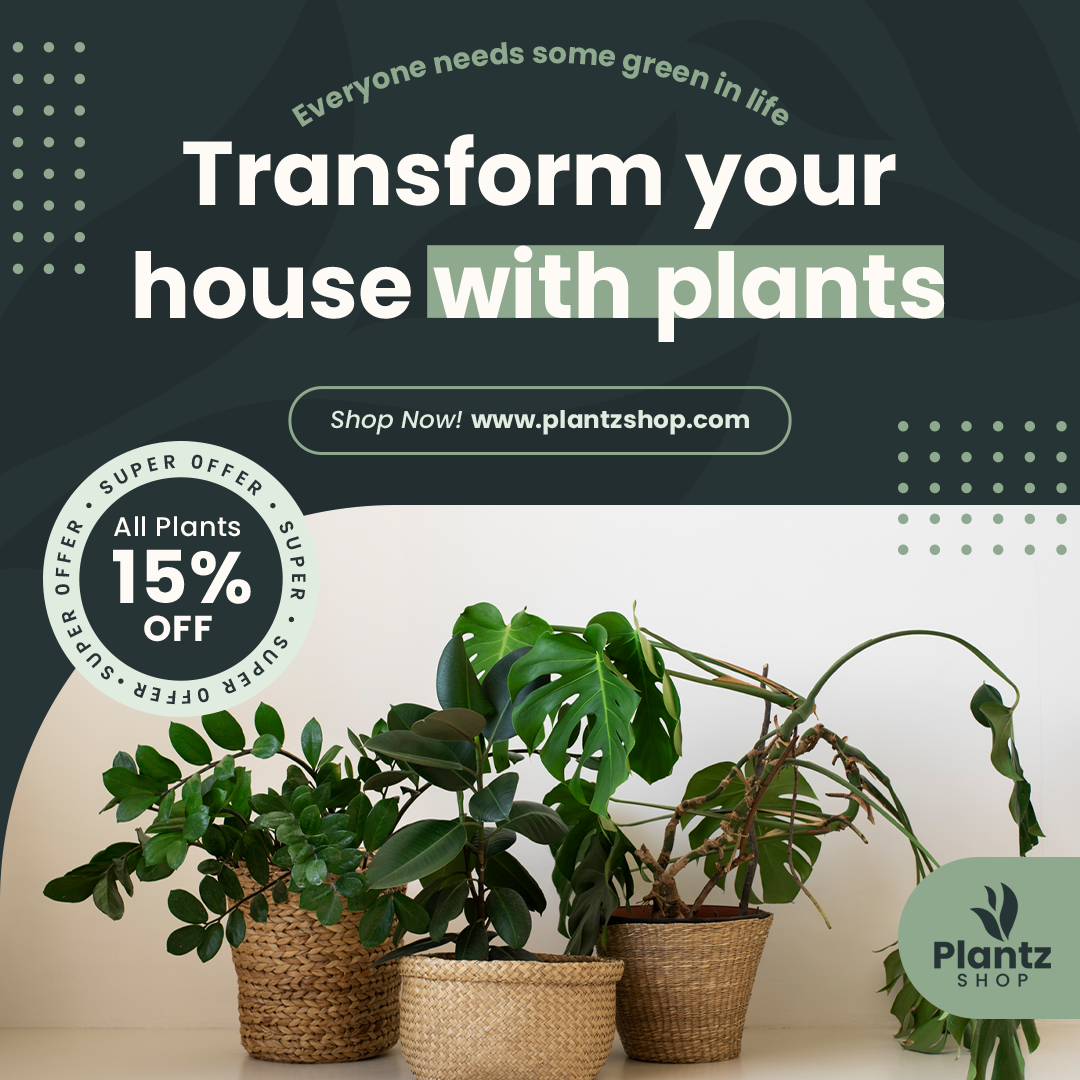 Everyone needs some green in life
Transform your
house with plants
Shop Now! www.plantzshop.com
SUPER OFFER • SUPER OFFER • SUPER OFFER • SUPER OFFER •
All Plants
15%
OFF
Plantz
SHOP